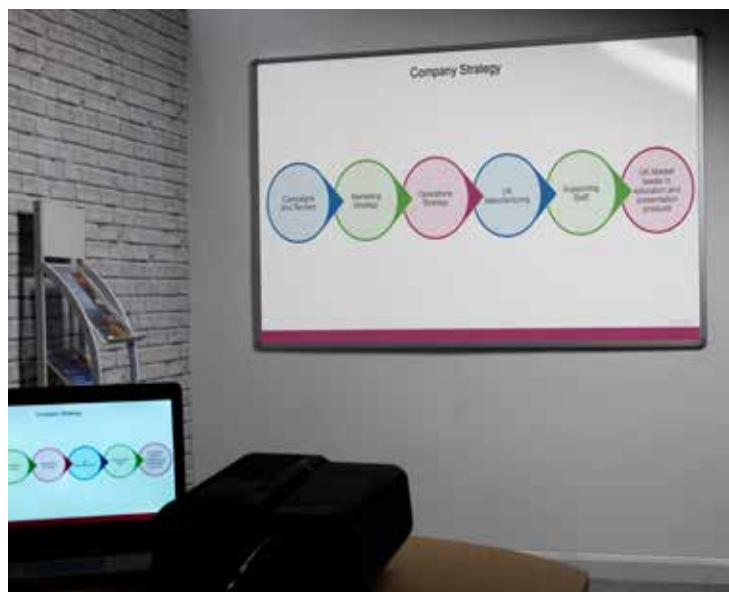 Company Strategy
Campaigns
and Tenders
Marketing
Strategy
Operations
Strategy
UK
Manufacturing
Supporting
Staff
UK Market
leader in
education and
presentation
products
Company Strategy